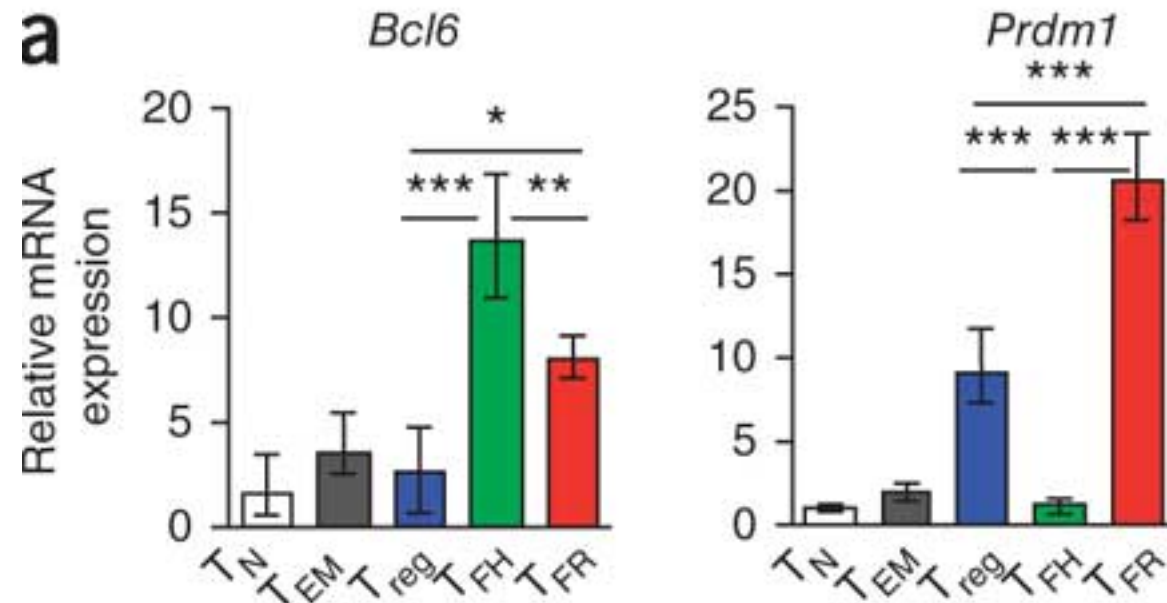 a
Bcl6
Relative mRNA
expression
20
15
10
5
0
*
*** **
TN
TEM
Treg
TFH
TFR
Prdm1
25
20
15
10
5
0
***
*** ***
TN
TEM
Treg
TFH
TFR